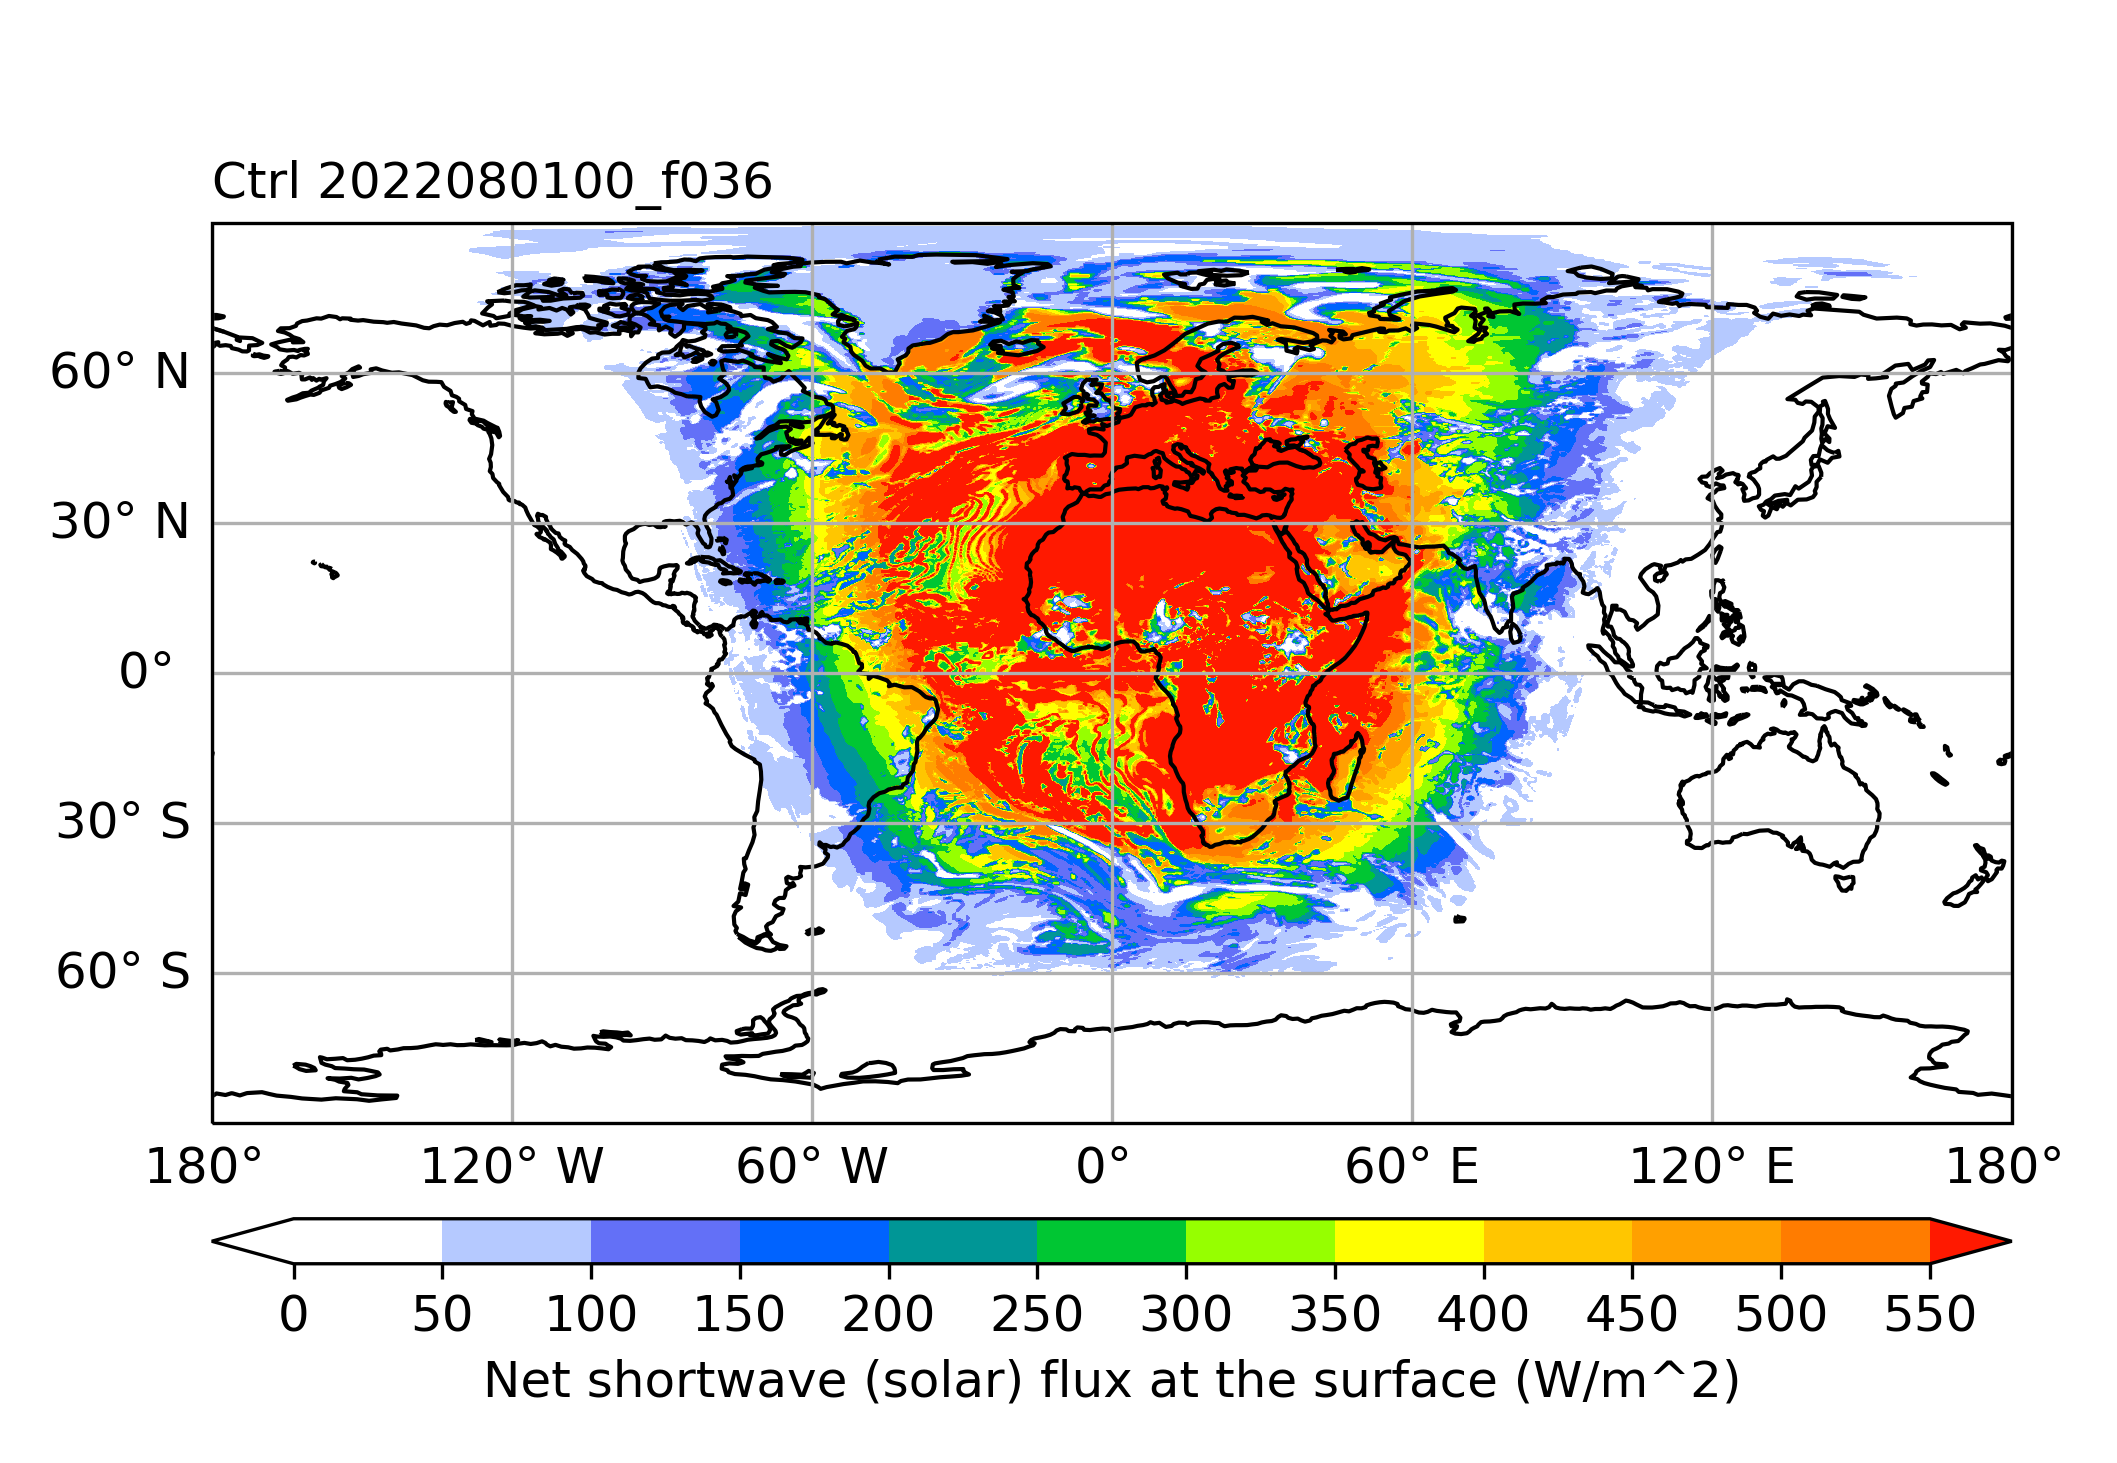 Ctrl 2022080100_f036
60° N
30° N
0°
30° S
60° S
180° 120° W 60° W 0° 60° E 120° E 180°
0 50 100 150 200 250 300 350 400 450 500 550
Net shortwave (solar) flux at the surface (W/m^2)